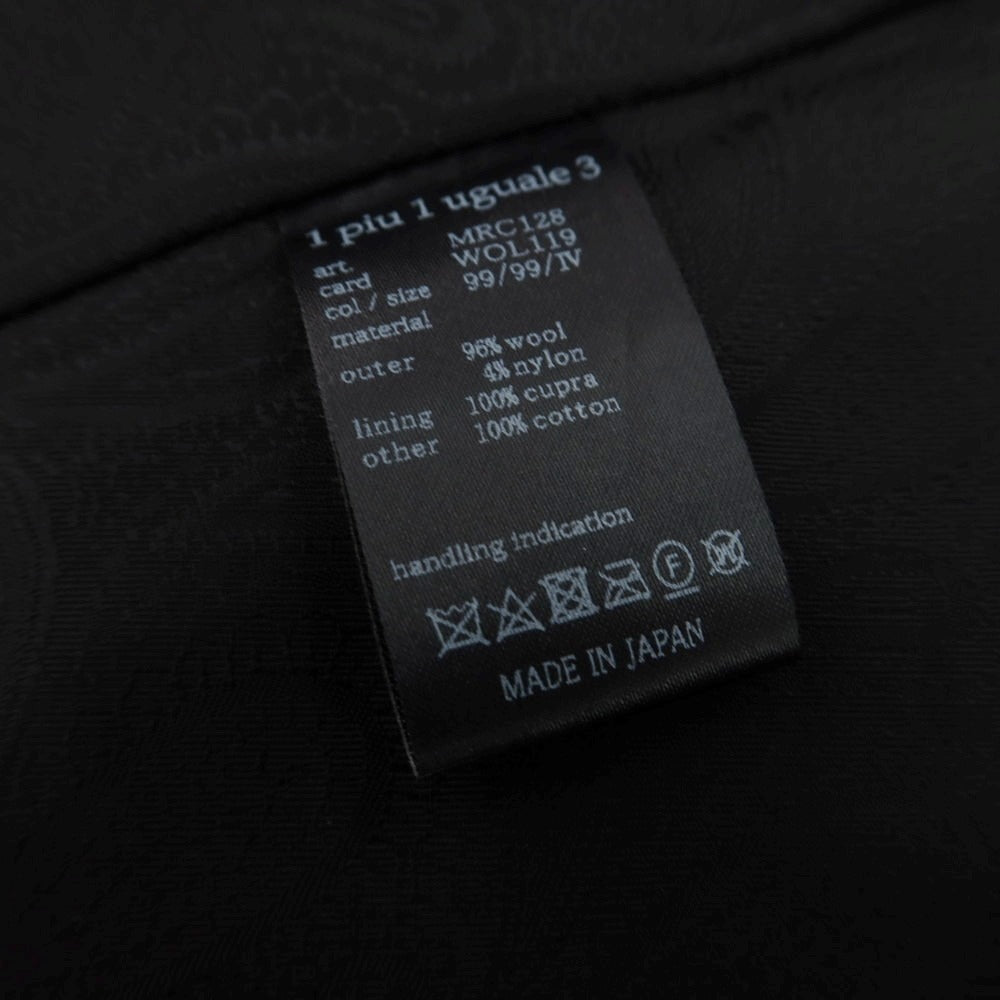 1 piu 1 uguale 3
art. MRC128
card WOL119
col / size 99/99/IV
material
outer 96% wool
4% nylon
lining 100% cupra
other 100% cotton
handling indication
F W
MADE IN JAPAN